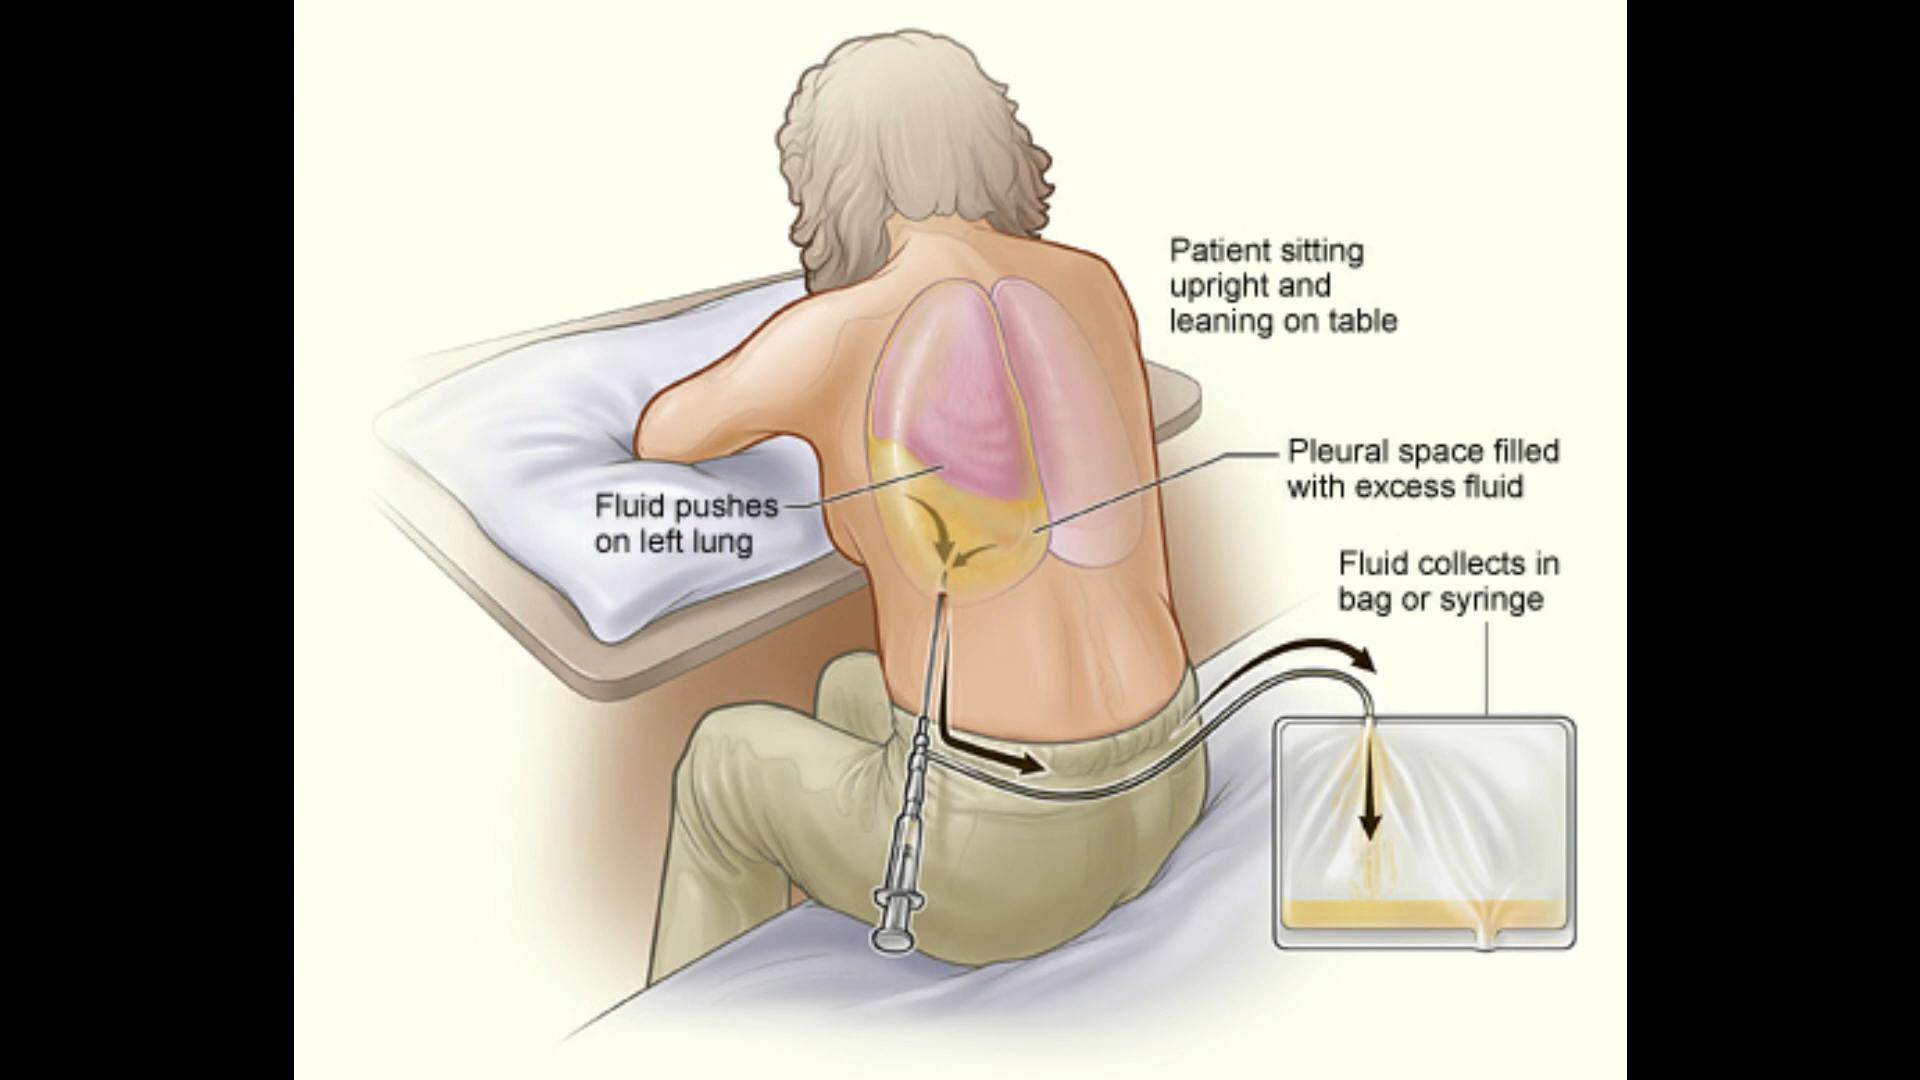 Patient sitting
upright and
leaning on table
Pleural space filled
with excess fluid
Fluid pushes
on left lung
Fluid collects in
bag or syringe